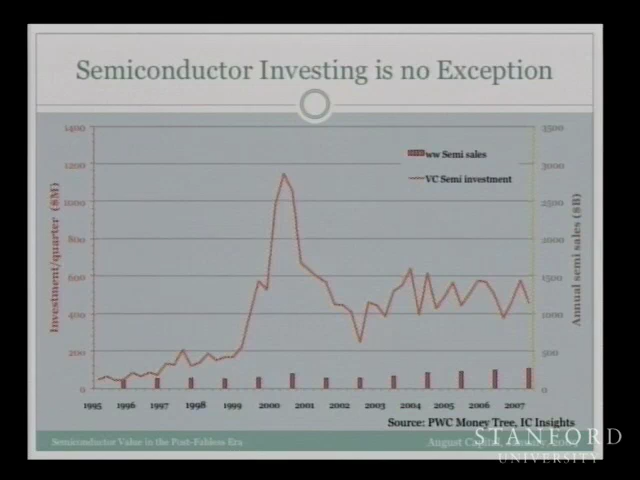 Semiconductor Investing is no Exception
1400
1200
1000
800
600
400
200
0
Investment/quarter ($M)
3500
3000
2500
2000
1500
1000
500
0
Annual semi sales ($B)
ww Semi sales
VC Semi investment
1995 1996 1997 1998 1999 2000 2001 2002 2003 2004 2005 2006 2007
Source: PWC Money Tree, IC Insights
Semiconductor Value in the Post-Fabless Era
August Capital,
STANFORD
UNIVERSITY